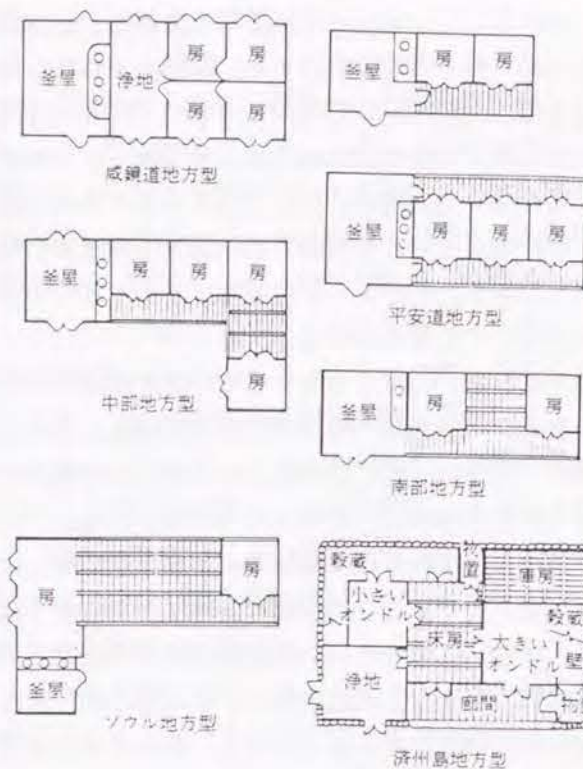 釜屋
浄地
房
房
房
房
咸鏡道地方型
釜屋
房
房
釜屋
房
房
房
平安道地方型
釜屋
房
房
房
房
中部地方型
釜屋
房
房
南部地方型
房
房
釜屋
ソウル地方型
穀蔵
物置
庫房
小さい
オンドル
穀蔵
床房
大きい
オンドル
壁
浄地
物
済州島地方型